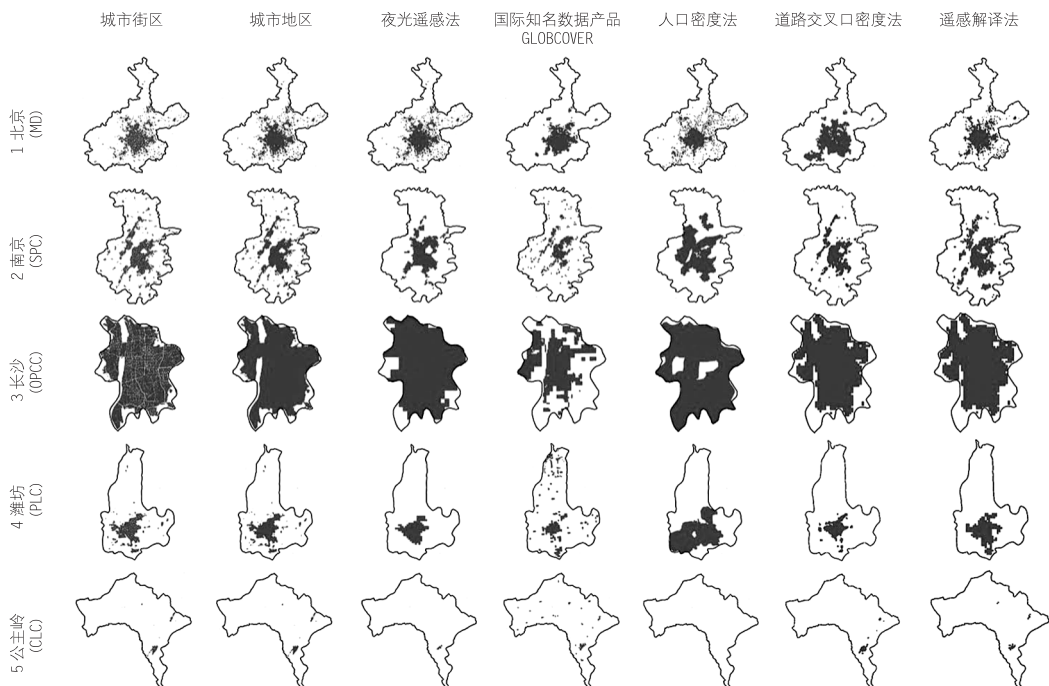 城市街区
城市地区
夜光遥感法
国际知名数据产品
GLOBCOVER
人口密度法
道路交叉口密度法
遥感解译法
1 北京
(MD)
2 南京
(SPC)
3 长沙
(OPCC)
4 潍坊
(PLC)
5 公主岭
(CLC)